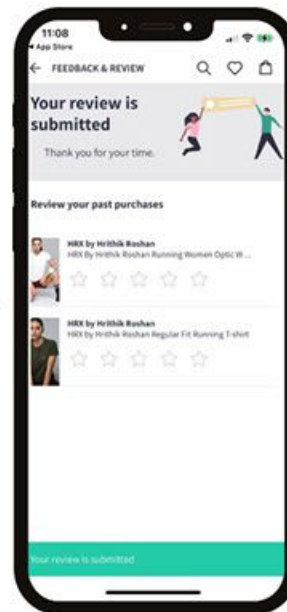 11:08
App Store
FEEDBACK & REVIEW
Your review is
submitted
Thank you for your time.
Review your past purchases
HRX by Hrithik Roshan
HRX by Hrithik Roshan Running Women Optic W...
HRX by Hrithik Roshan
HRX by Hrithik Roshan Regular Fit Running T-shirt
Your review is submitted